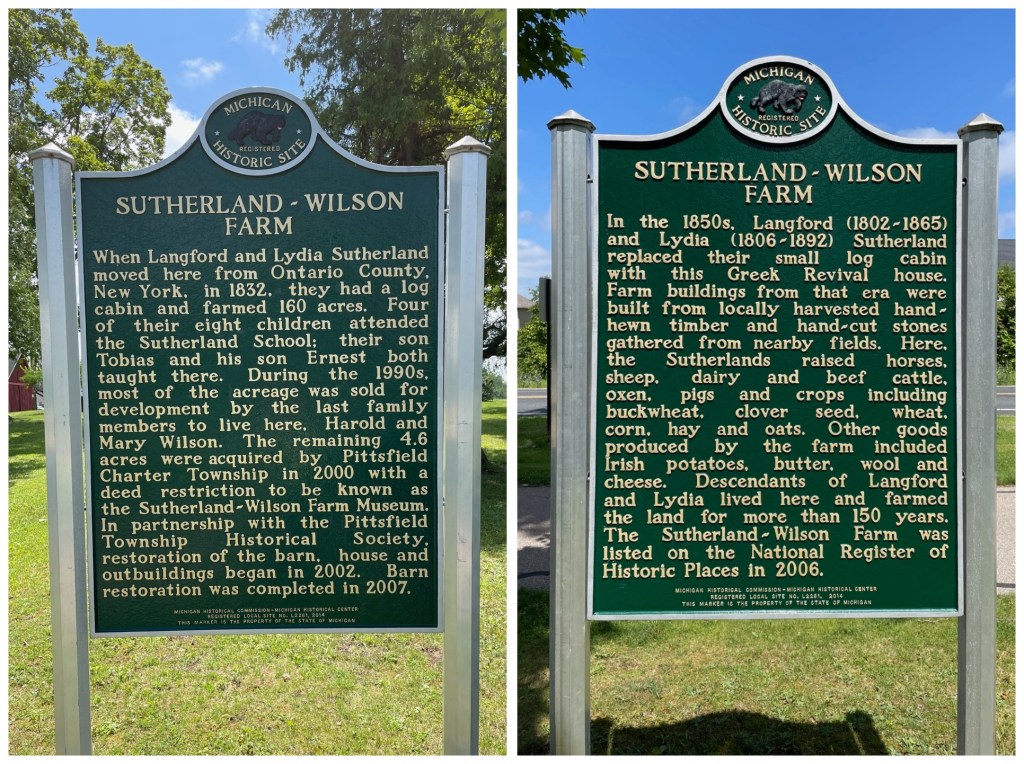 MICHIGAN
REGISTERED
HISTORIC SITE
SUTHERLAND-WILSON
FARM
When Langford and Lydia Sutherland
moved here from Ontario County,
New York, in 1832, they had a log
cabin and farmed 160 acres. Four
of their eight children attended
the Sutherland School; their son
Tobias and his son Ernest both
taught there. During the 1990s,
most of the acreage was sold for
development by the last family
members to live here, Harold and
Mary Wilson. The remaining 4.6
acres were acquired by Pittsfield
Charter Township in 2000 with a
deed restriction to be known as
the Sutherland-Wilson Farm Museum.
In partnership with the Pittsfield
Township Historical Society,
restoration of the barn, house and
outbuildings began in 2002. Barn
restoration was completed in 2007.
MICHIGAN HISTORICAL COMMISSION-MICHIGAN HISTORICAL CENTER
REGISTERED LOCAL SITE NO. L2261, 2014
THIS MARKER IS THE PROPERTY OF THE STATE OF MICHIGAN
MICHIGAN
REGISTERED
HISTORIC SITE
SUTHERLAND-WILSON
FARM
In the 1850s, Langford (1802-1865)
and Lydia (1806-1892) Sutherland
replaced their small log cabin
with this Greek Revival house.
Farm buildings from that era were
built from locally harvested hand-
hewn timber and hand-cut stones
gathered from nearby fields. Here,
the Sutherlands raised horses,
sheep, dairy and beef cattle,
oxen, pigs and crops including
buckwheat, clover seed, wheat,
corn, hay and oats. Other goods
produced by the farm included
Irish potatoes, butter, wool and
cheese. Descendants of Langford
and Lydia lived here and farmed
the land for more than 150 years.
The Sutherland-Wilson Farm was
listed on the National Register of
Historic Places in 2006.
MICHIGAN HISTORICAL COMMISSION-MICHIGAN HISTORICAL CENTER
REGISTERED LOCAL SITE NO. L2261, 2014
THIS MARKER IS THE PROPERTY OF THE STATE OF MICHIGAN